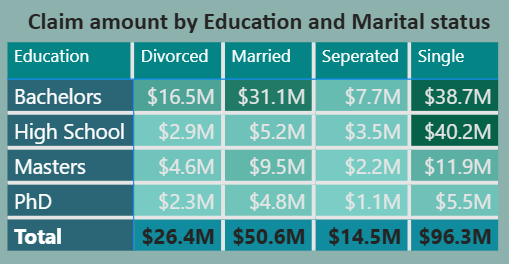 Claim amount by Education and Marital status
Education Divorced Married Seperated Single
Bachelors $16.5M $31.1M $7.7M $38.7M
High School $2.9M $5.2M $3.5M $40.2M
Masters $4.6M $9.5M $2.2M $11.9M
PhD $2.3M $4.8M $1.1M $5.5M
Total $26.4M $50.6M $14.5M $96.3M